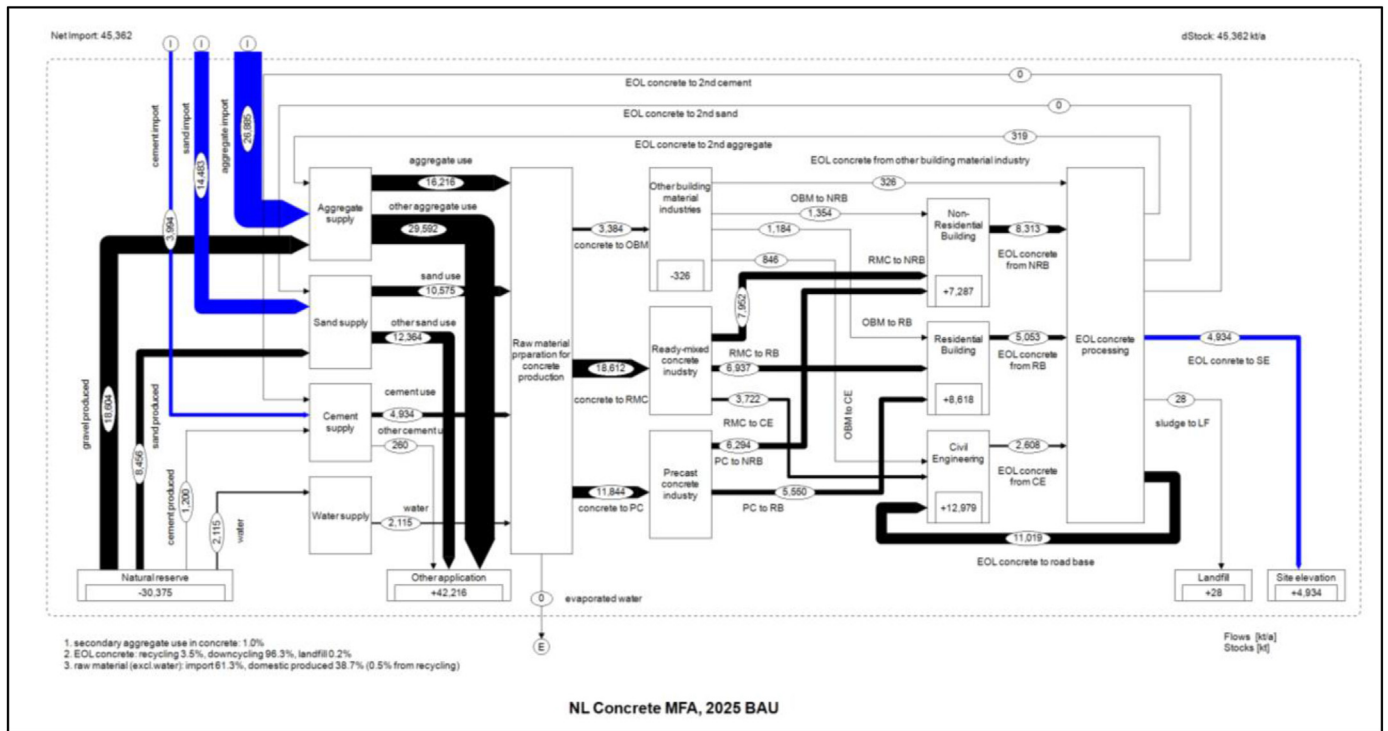 Net Import: 45,362
dStock: 45,362 kt/a
I
I
I
cement import
sand import
aggregate import
3,994
14,483
26,885
0
EOL concrete to 2nd cement
0
EOL concrete to 2nd sand
319
EOL concrete to 2nd aggregate
EOL concrete from other building material industry
aggregate use
16,216
Aggregate supply
other aggregate use
29,592
sand use
10,575
Sand supply
other sand use
12,364
cement use
4,934
Cement supply
other cement u
260
Water supply
water
2,115
gravel produced
18,604
sand produced
8,456
cement produced
1,200
2,115
water
Natural reserve
-30,375
Other application
+42,216
Raw material
prparation for
concrete
production
0
evaporated water
E
3,384
concrete to OBM
18,612
concrete to RMC
11,844
concrete to PC
Other building
material
industries
-326
Ready-mixed
concrete
inudstry
Precast
concrete
industry
326
OBM to NRB
1,354
1,184
846
RMC to NRB
7,952
OBM to RB
RMC to RB
6,937
3,722
RMC to CE
OBM to CE
6,294
PC to NRB
5,550
PC to RB
Non-
Residential
Building
+7,287
Residential
Building
+8,618
Civil
Engineering
+12,979
8,313
EOL concrete
from NRB
5,053
EOL concrete
from RB
2,608
EOL concrete
from CE
11,019
EOL concrete to road base
EOL concrete
processing
4,934
EOL conrete to SE
28
sludge to LF
Landfill
+28
Site elevation
+4,934
1. secondary aggregate use in concrete: 1.0%
2. EOL concrete: recycling 3.5%, downcycling 96.3%, landfill 0.2%
3. raw material (excl.water): import 61.3%, domestic produced 38.7% (0.5% from recycling)
Flows [kt/a]
Stocks [kt]
NL Concrete MFA, 2025 BAU